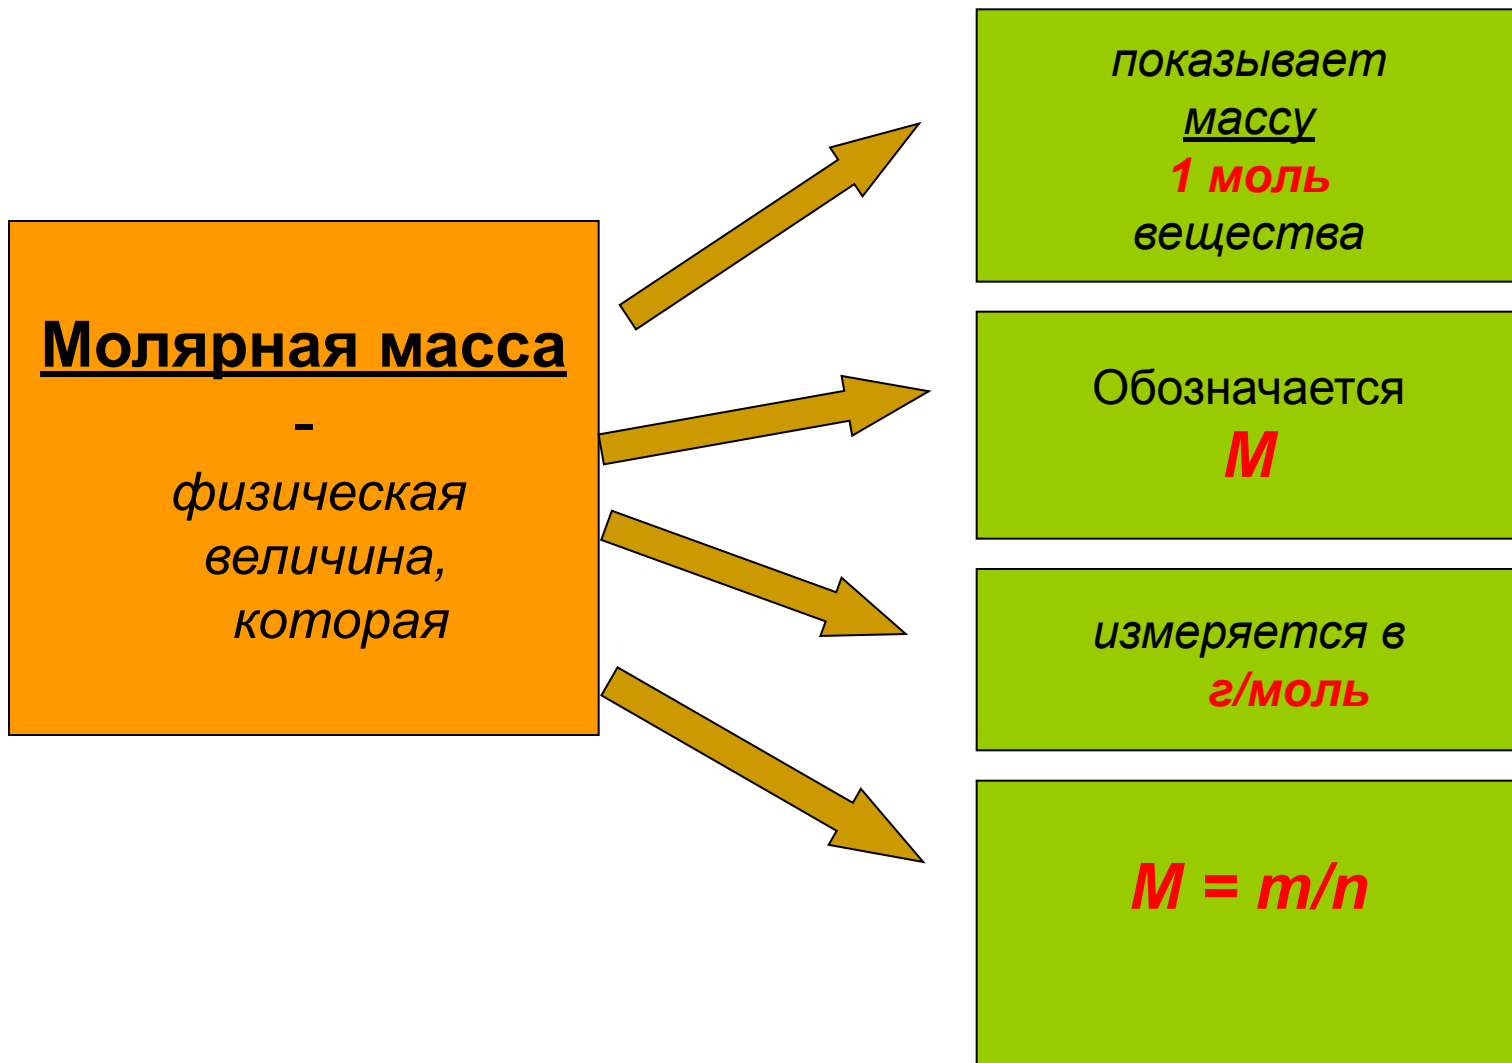 Молярная масса
-
физическая
величина,
которая
показывает
массу
1 моль
вещества
Обозначается
М
измеряется в
г/моль
M = m/n